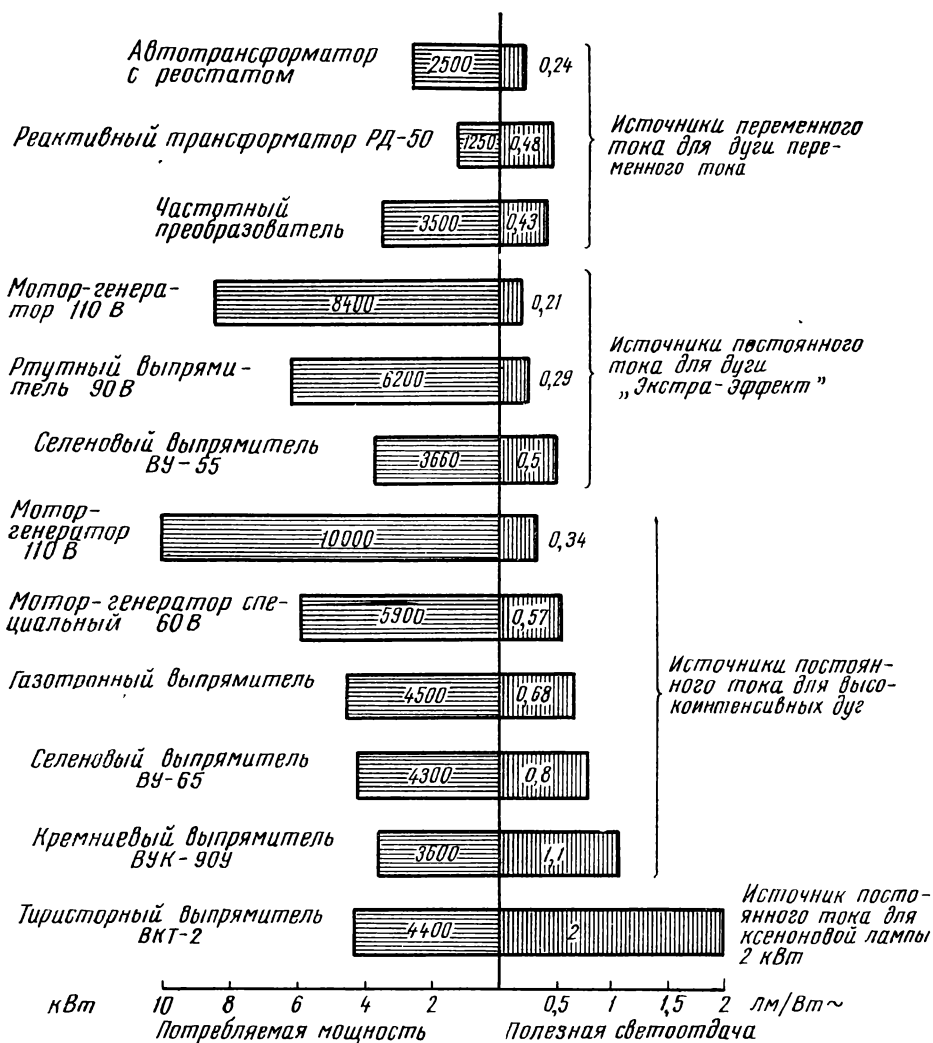 Автотрансформатор
с реостатом
2500
0,24
Реактивный трансформатор РД-50
1250
0,48
Источники переменного
тока для дуги пере-
менного тока
Частотный
преобразователь
3500
0,43
Мотор-генера-
тор 110 В
8400
0,21
Ртутный выпрями-
тель 90 В
6200
0,29
Источники постоянного
тока для дуги
„Экстра-эффект”
Селеновый выпрямитель
ВУ-55
3660
0,5
Мотор-
генератор
110 В
10000
0,34
Мотор-генератор спе-
циальный 60 В
5900
0,57
Газотронный выпрямитель
4500
0,68
Источники постоян-
ного тока для высо-
коинтенсивных дуг
Селеновый выпрямитель
ВУ-65
4300
0,8
Кремниевый выпрямитель
ВУК-90У
3600
1,1
Тиристорный выпрямитель
ВКТ-2
4400
2
Источник посто-
янного тока для
ксеноновой лампы
2 кВт
кВт 10 8 6 4 2 0,5 1 1,5 2 лм/Вт~
Потребляемая мощность Полезная светоотдача